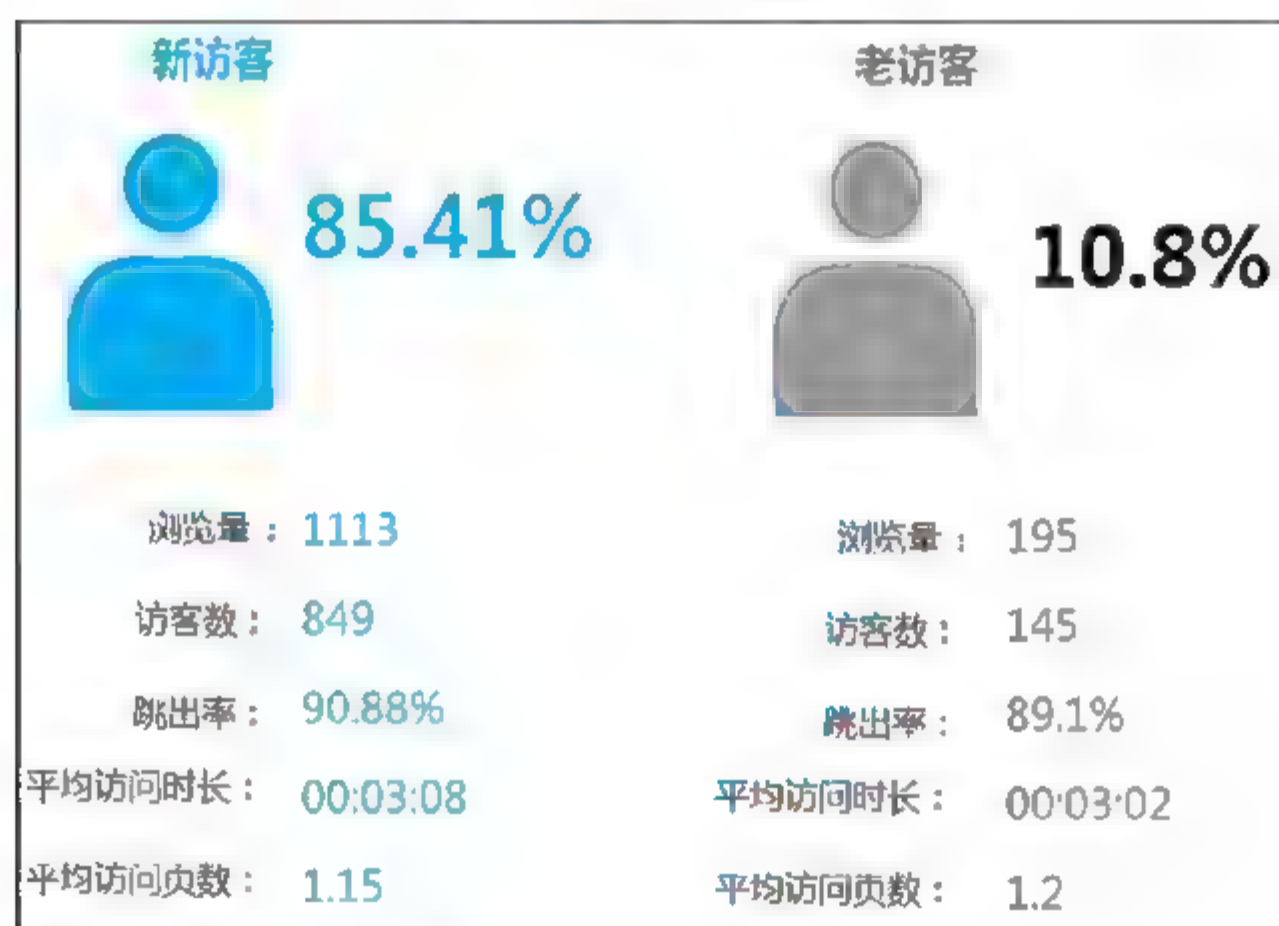 新访客
85.41%
浏览量： 1113
访客数： 849
跳出率： 90.88%
平均访问时长： 00:03:08
平均访问页数： 1.15
老访客
10.8%
浏览量： 195
访客数： 145
跳出率： 89.1%
平均访问时长： 00:03:02
平均访问页数： 1.2